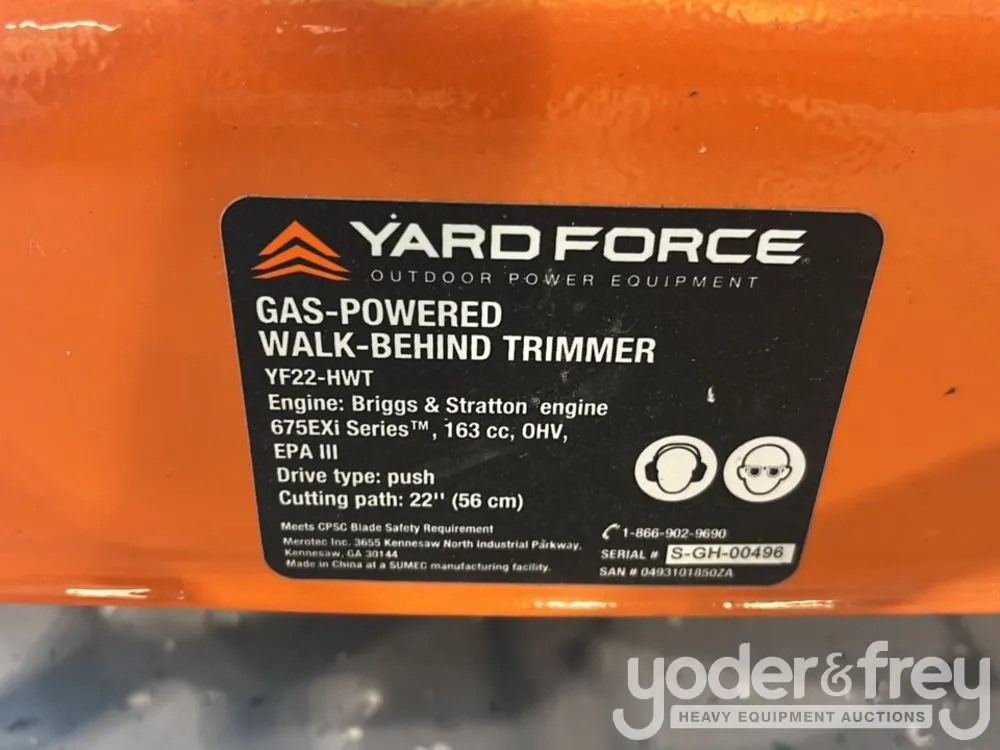 YARD FORCE®
OUTDOOR POWER EQUIPMENT
GAS-POWERED
WALK-BEHIND TRIMMER
YF22-HWT
Engine: Briggs & Stratton® engine
675EXi Series™, 163 cc, OHV,
EPA III
Drive type: push
Cutting path: 22'' (56 cm)
Meets CPSC Blade Safety Requirement
Merotec Inc. 3655 Kennesaw North Industrial Parkway,
Kennesaw, GA 30144
Made in China at a SUMEC manufacturing facility.
1-866-902-9690
SERIAL # S-GH-00496
SAN # 0493101850ZA
yoder&frey
HEAVY EQUIPMENT AUCTIONS